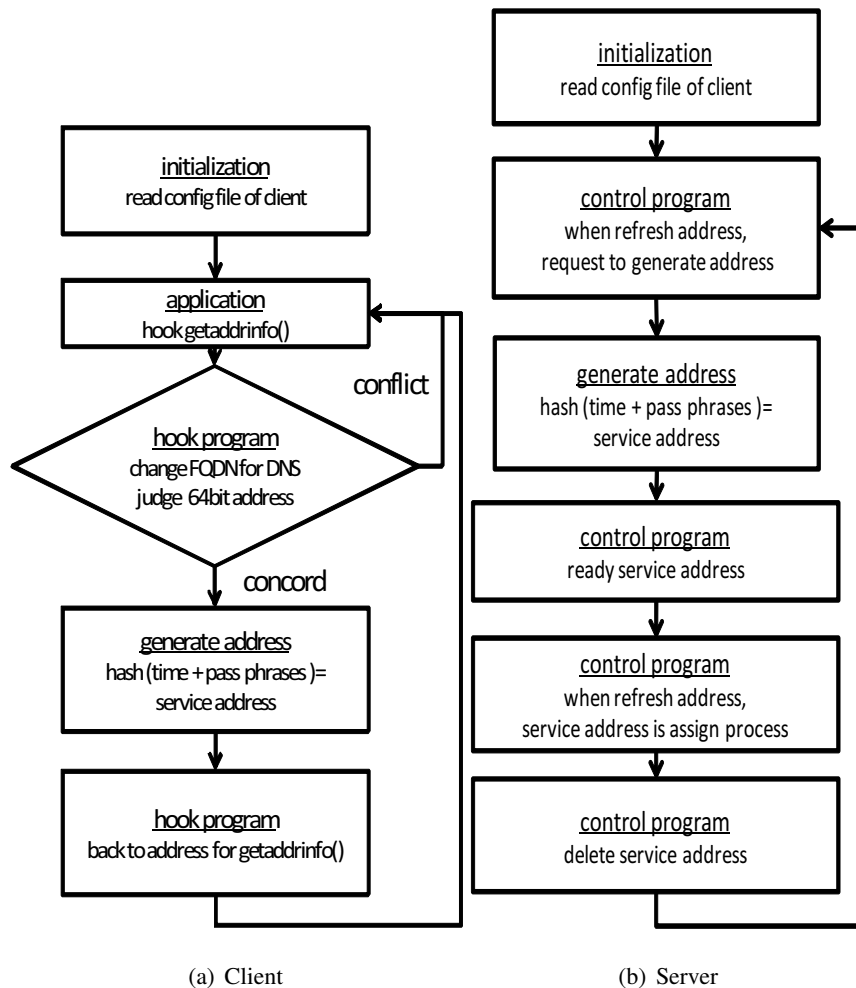 initialization
read config file of client
application
hook getaddrinfo()
conflict
hook program
change FQDN for DNS
judge 64bit address
concord
generate address
hash (time + pass phrases )=
service address
hook program
back to address for getaddrinfo()
(a) Client
initialization
read config file of client
control program
when refresh address,
request to generate address
generate address
hash (time + pass phrases )=
service address
control program
ready service address
control program
when refresh address,
service address is assign process
control program
delete service address
(b) Server